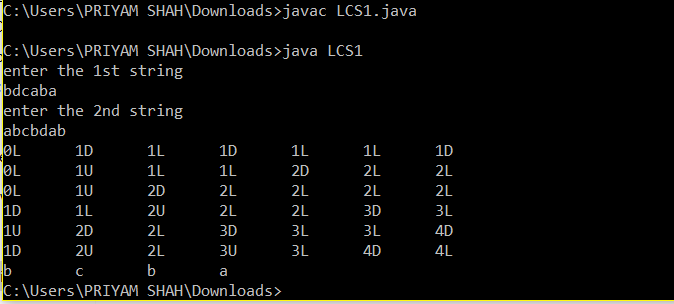 C:\Users\PRIYAM SHAH\Downloads>javac LCS1.java
C:\Users\PRIYAM SHAH\Downloads>java LCS1
enter the 1st string
bdcaba
enter the 2nd string
abcbdab
0L 1D 1L 1D 1L 1L 1D
0L 1U 1L 1L 2D 2L 2L
0L 1U 2D 2L 2L 2L 2L
1D 1L 2U 2L 2L 3D 3L
1U 2D 2L 3D 3L 3L 4D
1D 2U 2L 3U 3L 4D 4L
b c b a
C:\Users\PRIYAM SHAH\Downloads>